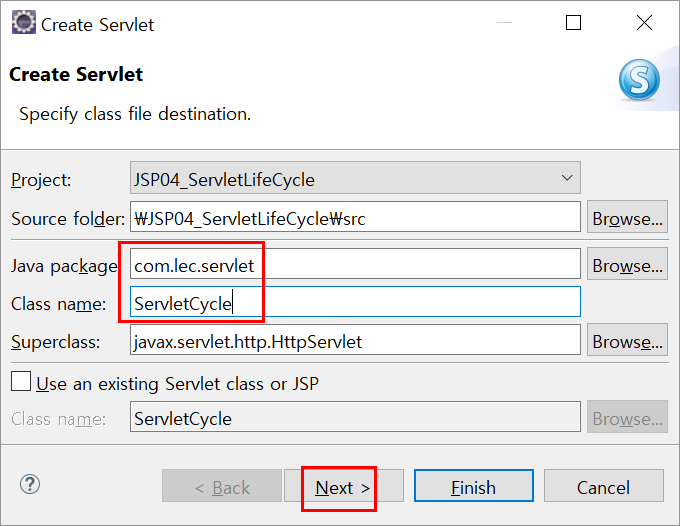 Create Servlet
Create Servlet
Specify class file destination.
Project: JSP04_ServletLifeCycle
Source folder: ₩JSP04_ServletLifeCycle₩src Browse...
Java package com.lec.servlet Browse...
Class name: ServletCycle
Superclass: javax.servlet.http.HttpServlet Browse...
Use an existing Servlet class or JSP
Class name: ServletCycle Browse...
? < Back Next > Finish Cancel